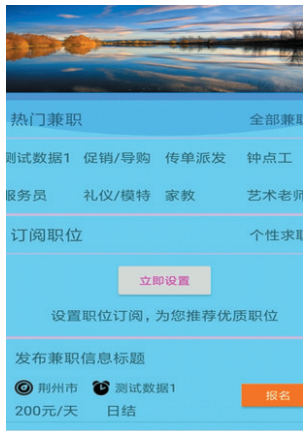 热门兼职 全部兼职
测试数据1 促销/导购 传单派发 钟点工
服务员 礼仪/模特 家教 艺术老师
订阅职位 个性求职
立即设置
设置职位订阅，为您推荐优质职位
发布兼职信息标题
荆州市 测试数据1
报名
200元/天 日结